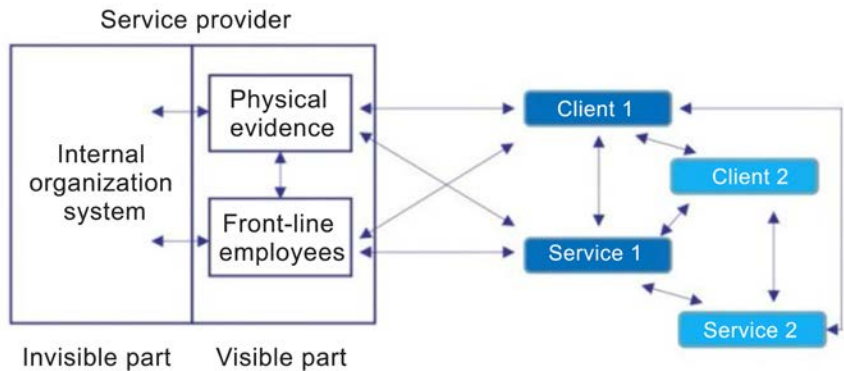 Service provider
Physical
evidence
Internal
organization
system
Front-line
employees
Invisible part
Visible part
Client 1
Client 2
Service 1
Service 2